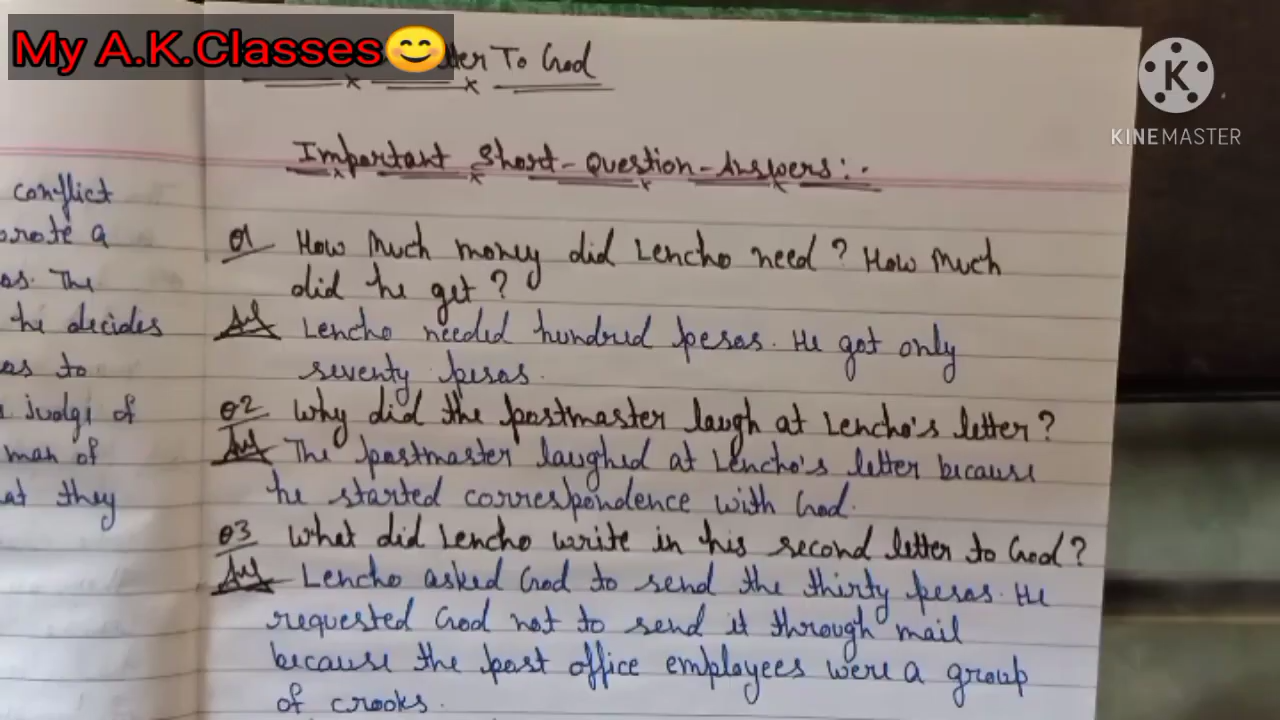 My A.K.Classes😊
tter To God
KINEMASTER
Important Short-Question-Answers:-
conflict
wrote a
os. The
he decides
as to
judge of
man of
at they
Q1 How Much money did Lencho need? How Much
did he get?
Ans Lencho needed hundred pesos. He got only
seventy pesos.
Q2 Why did the postmaster laugh at Lencho's letter?
Ans The postmaster laughed at Lencho's letter because
he started correspondence with God.
Q3 What did Lencho write in his second letter to God?
Ans Lencho asked God to send the thirty pesos. He
requested God not to send it through mail
because the post office employees were a group
of crooks.